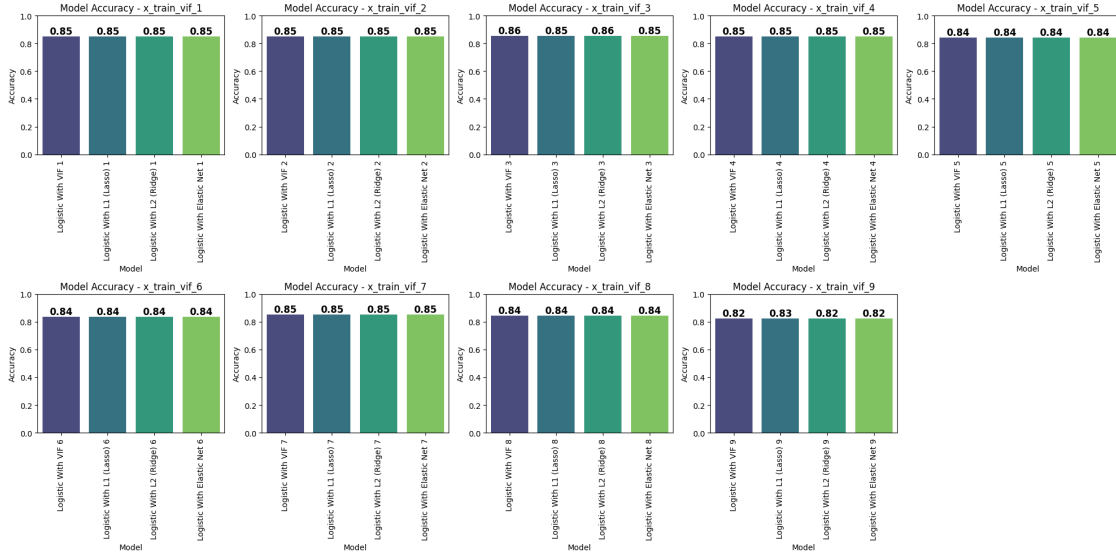 Model Accuracy - x_train_vif_1
1.0
0.8
0.6
0.4
0.2
0.0
Accuracy
0.85 0.85 0.85 0.85
Logistic With VIF 1
Logistic With L1 (Lasso) 1
Logistic With L2 (Ridge) 1
Logistic With Elastic Net 1
Model
Model Accuracy - x_train_vif_2
1.0
0.8
0.6
0.4
0.2
0.0
Accuracy
0.85 0.85 0.85 0.85
Logistic With VIF 2
Logistic With L1 (Lasso) 2
Logistic With L2 (Ridge) 2
Logistic With Elastic Net 2
Model
Model Accuracy - x_train_vif_3
1.0
0.8
0.6
0.4
0.2
0.0
Accuracy
0.86 0.85 0.86 0.85
Logistic With VIF 3
Logistic With L1 (Lasso) 3
Logistic With L2 (Ridge) 3
Logistic With Elastic Net 3
Model
Model Accuracy - x_train_vif_4
1.0
0.8
0.6
0.4
0.2
0.0
Accuracy
0.85 0.85 0.85 0.85
Logistic With VIF 4
Logistic With L1 (Lasso) 4
Logistic With L2 (Ridge) 4
Logistic With Elastic Net 4
Model
Model Accuracy - x_train_vif_5
1.0
0.8
0.6
0.4
0.2
0.0
Accuracy
0.84 0.84 0.84 0.84
Logistic With VIF 5
Logistic With L1 (Lasso) 5
Logistic With L2 (Ridge) 5
Logistic With Elastic Net 5
Model
Model Accuracy - x_train_vif_6
1.0
0.8
0.6
0.4
0.2
0.0
Accuracy
0.84 0.84 0.84 0.84
Logistic With VIF 6
Logistic With L1 (Lasso) 6
Logistic With L2 (Ridge) 6
Logistic With Elastic Net 6
Model
Model Accuracy - x_train_vif_7
1.0
0.8
0.6
0.4
0.2
0.0
Accuracy
0.85 0.85 0.85 0.85
Logistic With VIF 7
Logistic With L1 (Lasso) 7
Logistic With L2 (Ridge) 7
Logistic With Elastic Net 7
Model
Model Accuracy - x_train_vif_8
1.0
0.8
0.6
0.4
0.2
0.0
Accuracy
0.84 0.84 0.84 0.84
Logistic With VIF 8
Logistic With L1 (Lasso) 8
Logistic With L2 (Ridge) 8
Logistic With Elastic Net 8
Model
Model Accuracy - x_train_vif_9
1.0
0.8
0.6
0.4
0.2
0.0
Accuracy
0.82 0.83 0.82 0.82
Logistic With VIF 9
Logistic With L1 (Lasso) 9
Logistic With L2 (Ridge) 9
Logistic With Elastic Net 9
Model